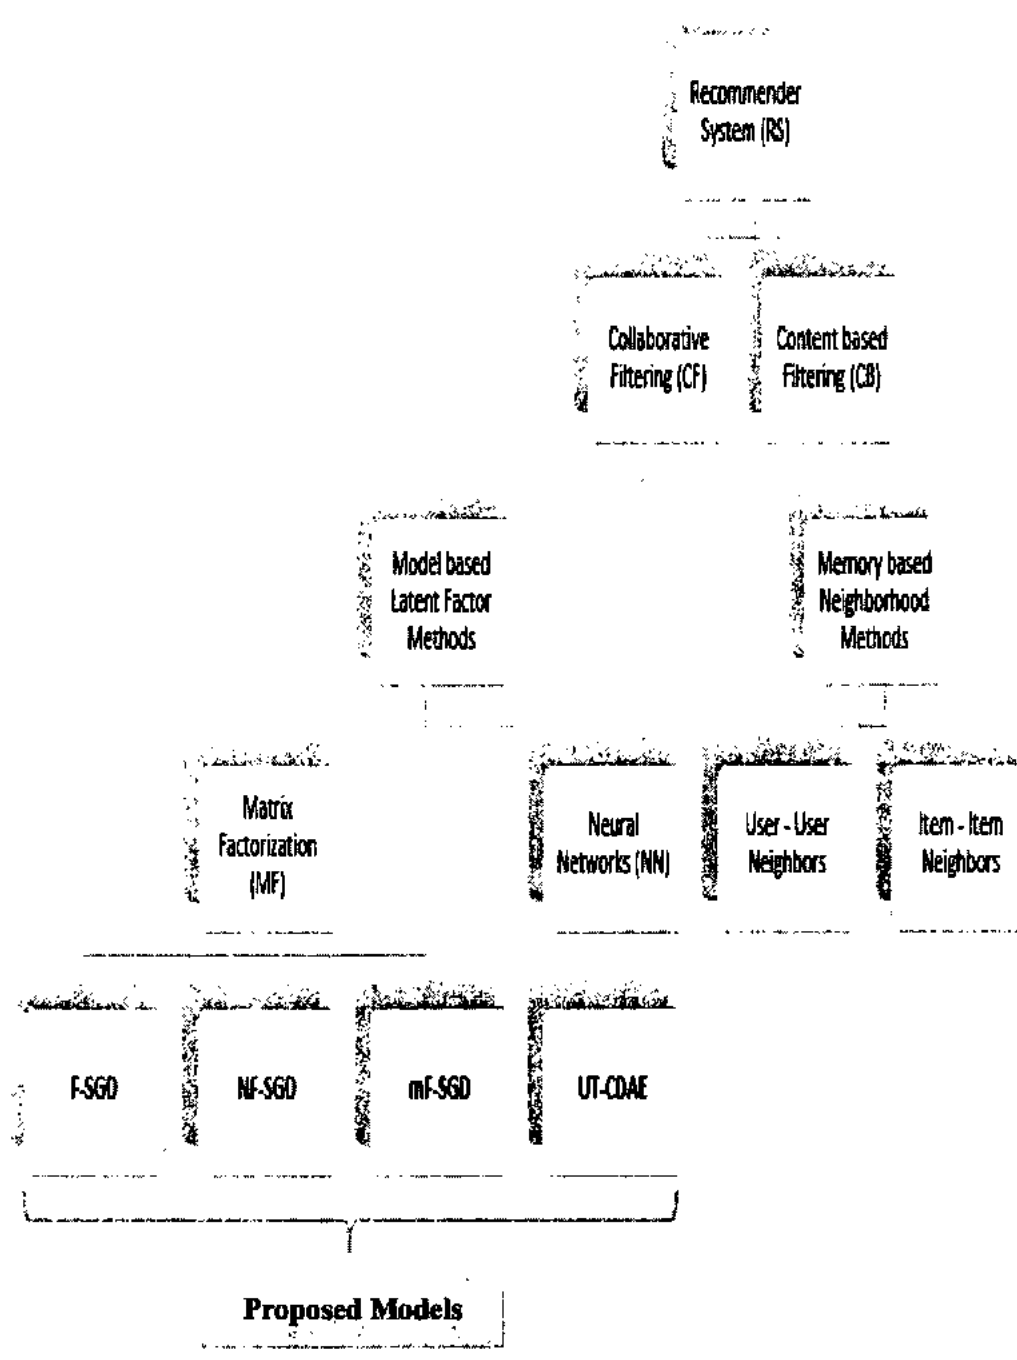 Recommender
System (RS)
Collaborative
Filtering (CF)
Content based
Filtering (CB)
Model based
Latent Factor
Methods
Memory based
Neighborhood
Methods
Matrix
Factorization
(MF)
Neural
Networks (NN)
User - User
Neighbors
Item - Item
Neighbors
F-SGD
NF-SGD
mF-SGD
UT-CDAE
Proposed Models